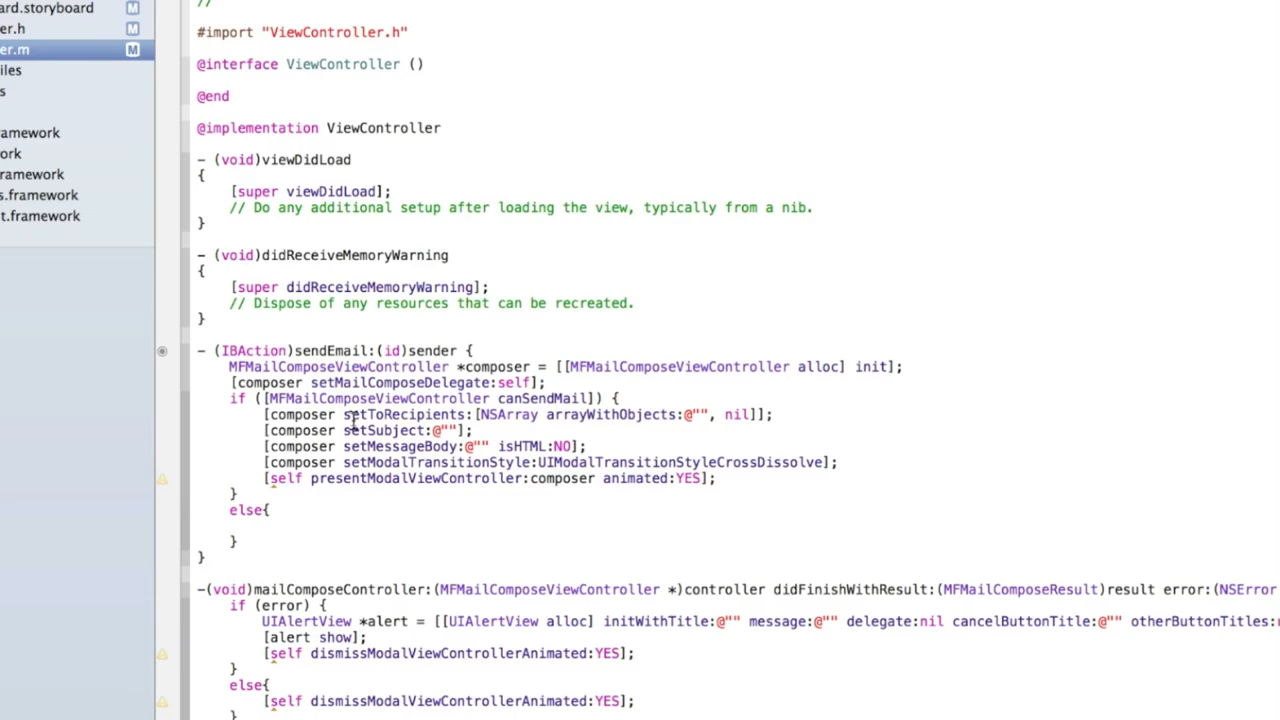 ard.storyboard M
er.h M
er.m M
iles
s
ramework
ork
ramework
s.framework
t.framework
//
#import "ViewController.h"
@interface ViewController ()
@end
@implementation ViewController
- (void)viewDidLoad
{
[super viewDidLoad];
// Do any additional setup after loading the view, typically from a nib.
}
- (void)didReceiveMemoryWarning
{
[super didReceiveMemoryWarning];
// Dispose of any resources that can be recreated.
}
- (IBAction)sendEmail:(id)sender {
MFMailComposeViewController *composer = [[MFMailComposeViewController alloc] init];
[composer setMailComposeDelegate:self];
if ([MFMailComposeViewController canSendMail]) {
[composer setToRecipients:[NSArray arrayWithObjects:@"", nil]];
[composer setSubject:@""];
[composer setMessageBody:@"" isHTML:NO];
[composer setModalTransitionStyle:UIModalTransitionStyleCrossDissolve];
[self presentModalViewController:composer animated:YES];
}
else{
}
}
-(void)mailComposeController:(MFMailComposeViewController *)controller didFinishWithResult:(MFMailComposeResult)result error:(NSError
if (error) {
UIAlertView *alert = [[UIAlertView alloc] initWithTitle:@"" message:@"" delegate:nil cancelButtonTitle:@"" otherButtonTitles:
[alert show];
[self dismissModalViewControllerAnimated:YES];
}
else{
[self dismissModalViewControllerAnimated:YES];
}